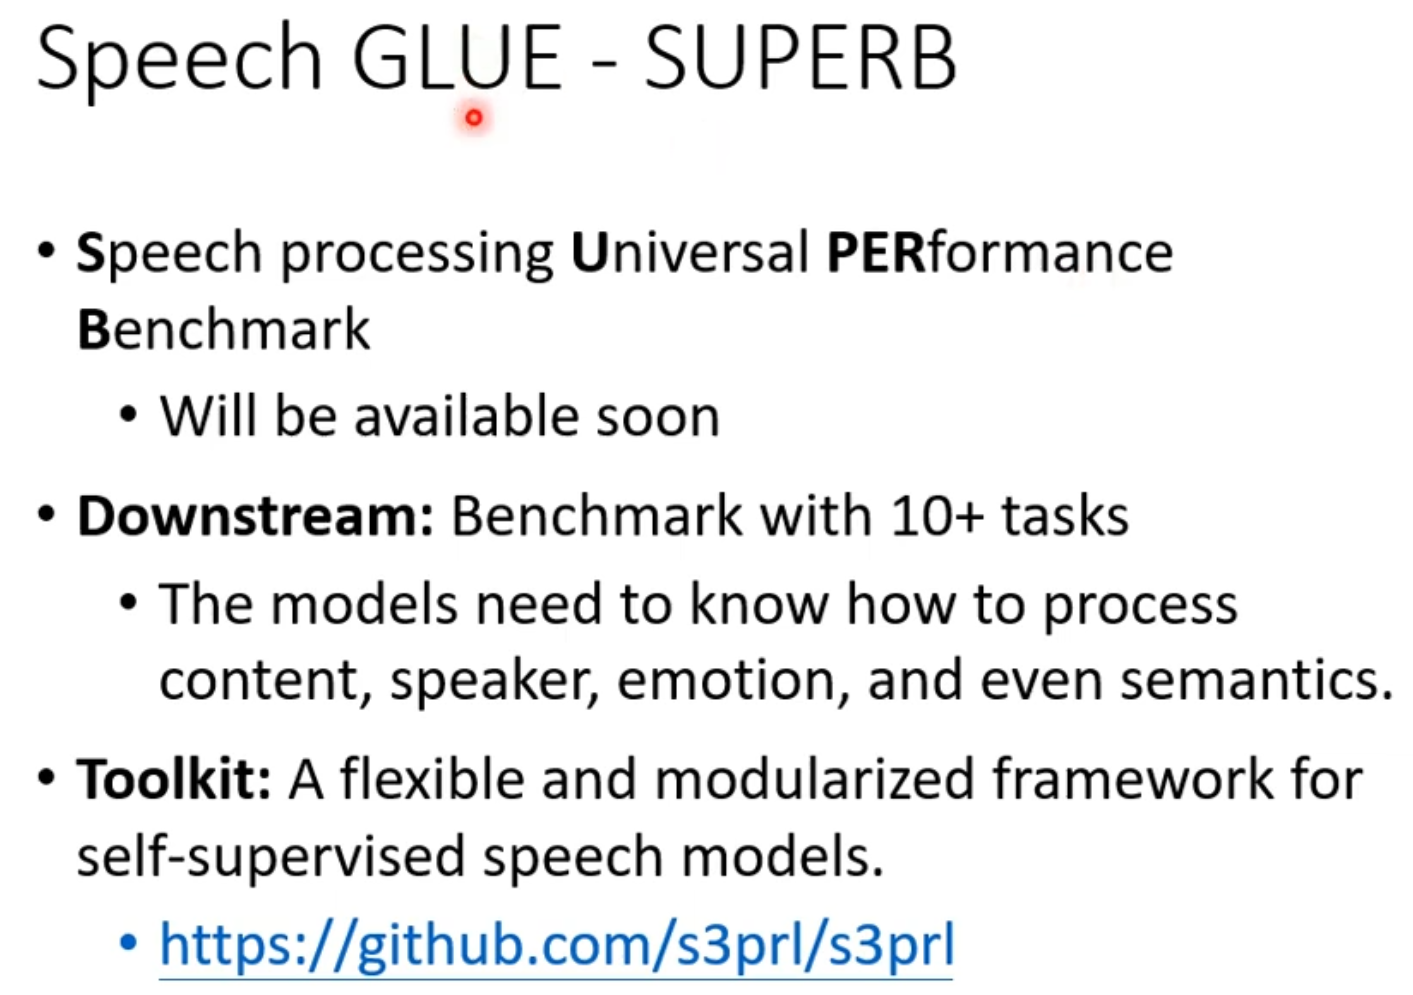 Speech GLUE - SUPERB
• Speech processing Universal PERformance
Benchmark
• Will be available soon
• Downstream: Benchmark with 10+ tasks
• The models need to know how to process
content, speaker, emotion, and even semantics.
• Toolkit: A flexible and modularized framework for
self-supervised speech models.
• https://github.com/s3prl/s3prl